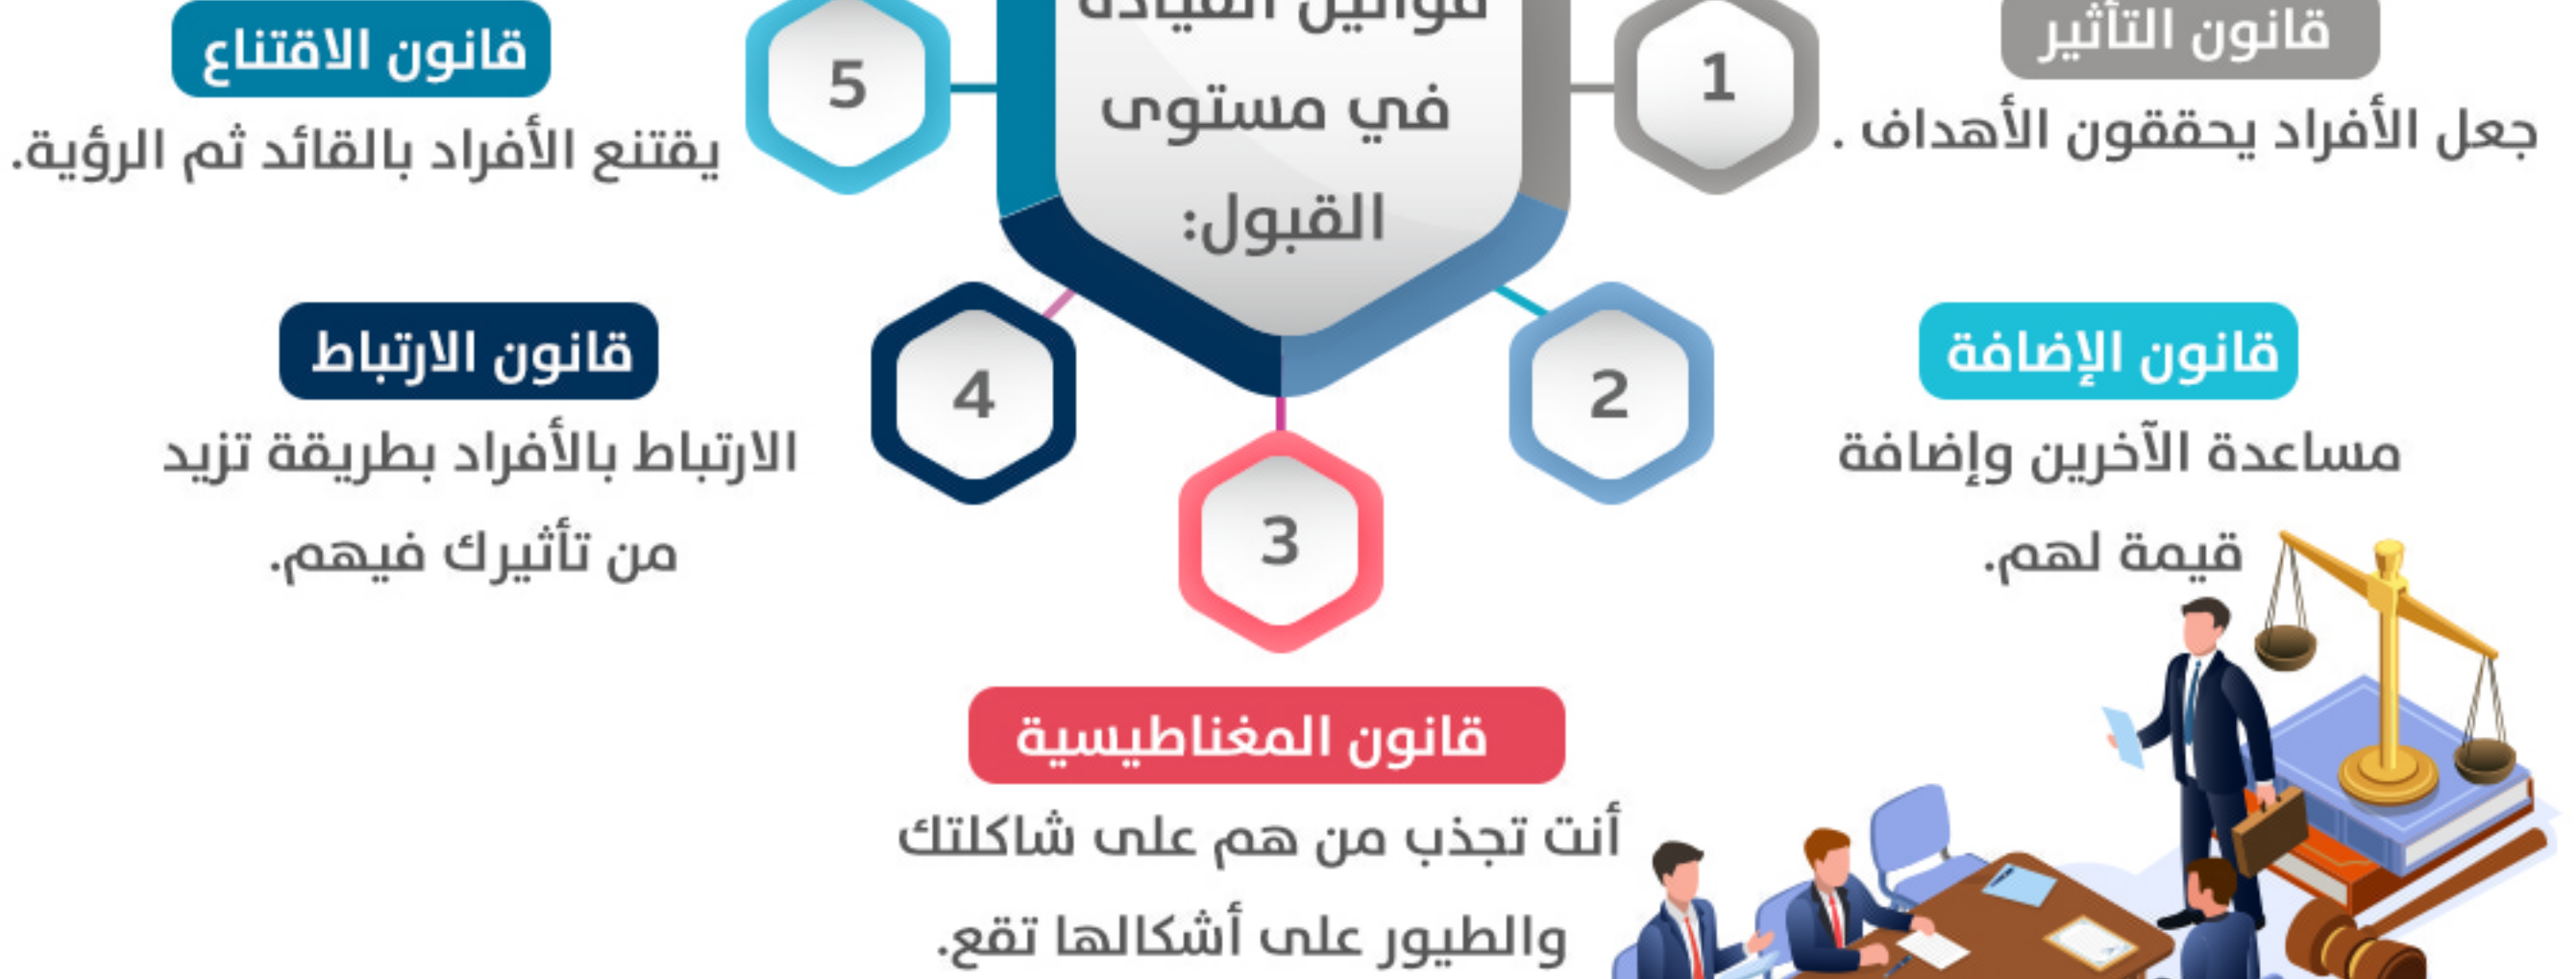 قوانين القيادة
في مستوى
القبول:
1
قانون التأثير
جعل الأفراد يحققون الأهداف .
2
قانون الإضافة
مساعدة الآخرين وإضافة
قيمة لهم.
3
قانون المغناطيسية
أنت تجذب من هم على شاكلتك
والطيور على أشكالها تقع.
4
قانون الارتباط
الارتباط بالأفراد بطريقة تزيد
من تأثيرك فيهم.
5
قانون الاقتناع
يقتنع الأفراد بالقائد ثم الرؤية.